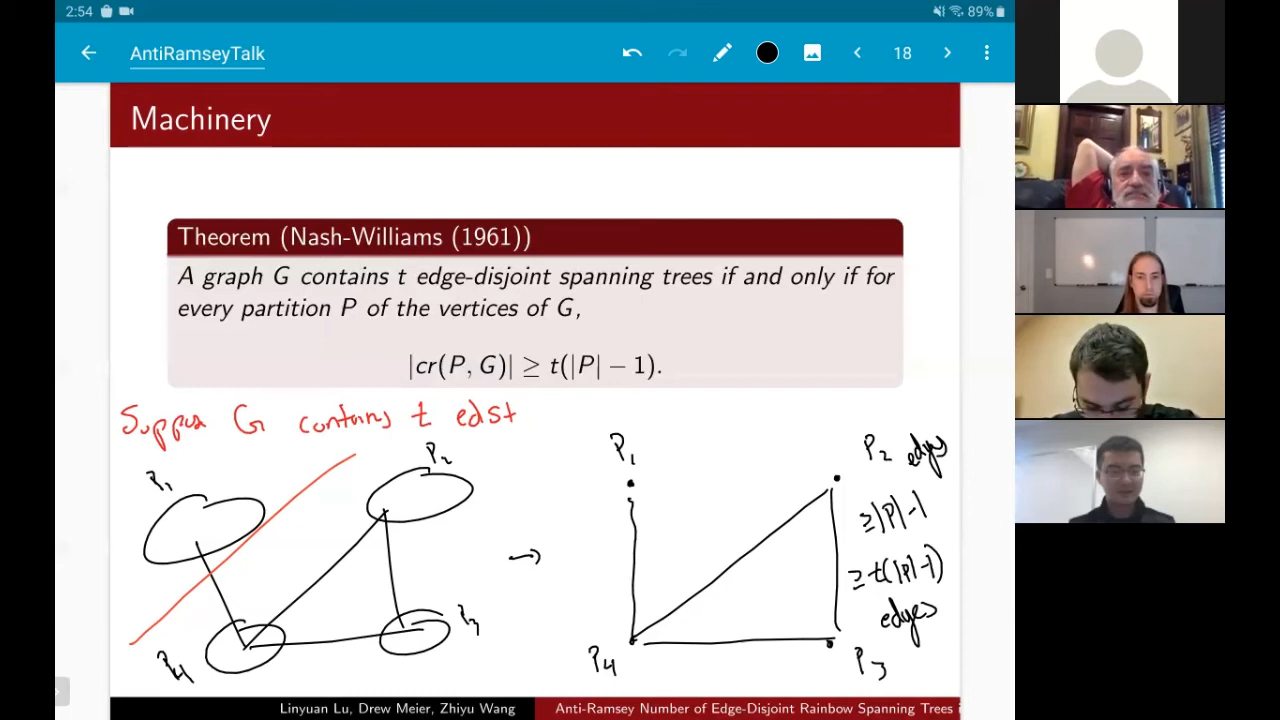 2:54
89%
AntiRamseyTalk
18
Machinery
Theorem (Nash-Williams (1961))
A graph G contains t edge-disjoint spanning trees if and only if for
every partition P of the vertices of G,
|cr(P, G)| ≥ t(|P| − 1).
G contains t edst
P₁
P₂
P₃
P₄
→
P₁
P₂ edges
≥|P|-1
≥t(|P|-1)
edges
P₄
P₃
Linyuan Lu, Drew Meier, Zhiyu Wang
Anti-Ramsey Number of Edge-Disjoint Rainbow Spanning Trees i